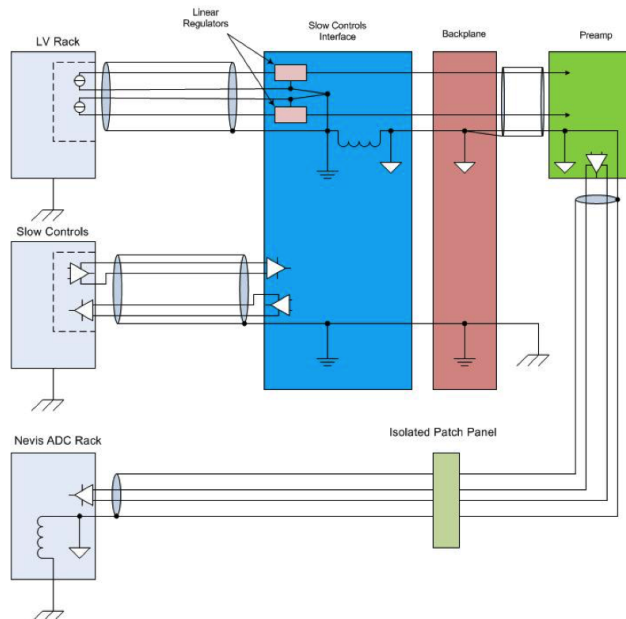 Linear
Regulators
LV Rack
Slow Controls
Interface
Backplane
Preamp
Slow Controls
Nevis ADC Rack
Isolated Patch Panel